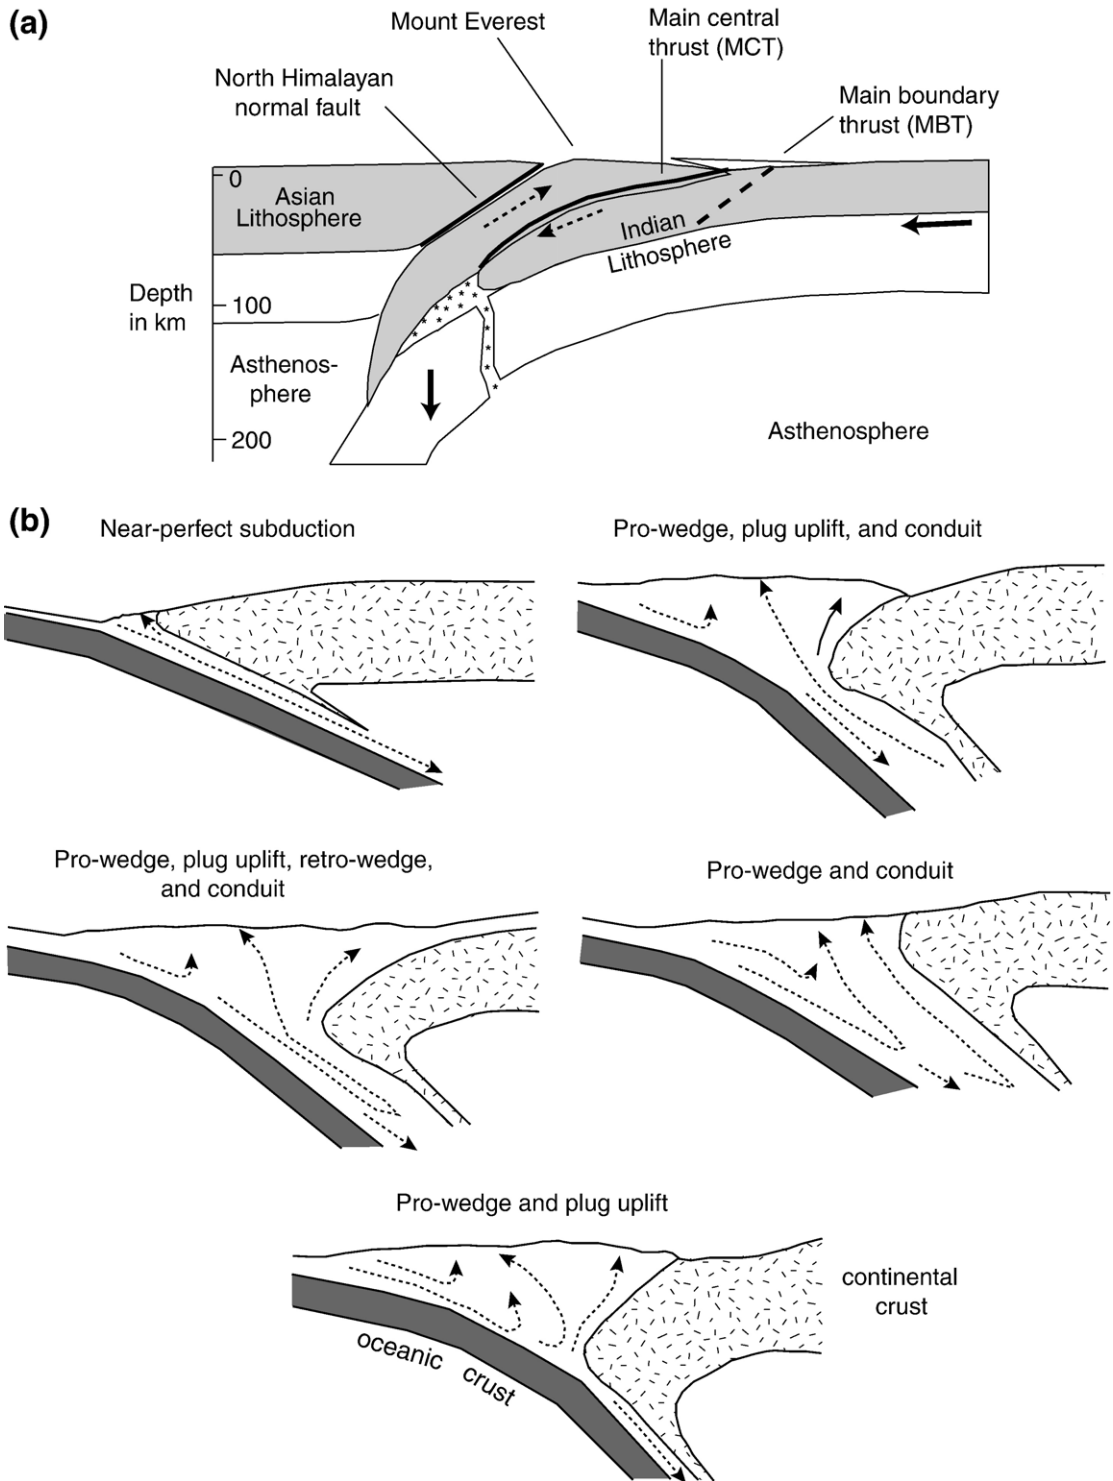 (a)
Mount Everest
Main central
thrust (MCT)
North Himalayan
normal fault
Main boundary
thrust (MBT)
0
Asian
Lithosphere
Indian
Lithosphere
Depth
in km
100
Asthenos-
phere
200
Asthenosphere
(b)
Near-perfect subduction
Pro-wedge, plug uplift, and conduit
Pro-wedge, plug uplift, retro-wedge,
and conduit
Pro-wedge and conduit
Pro-wedge and plug uplift
continental
crust
oceanic crust